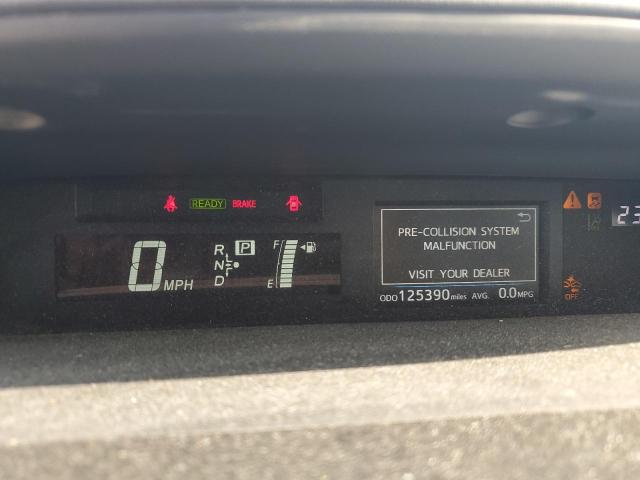 READY BRAKE
0 MPH
R
N
D
P
F
E
PRE-COLLISION SYSTEM
MALFUNCTION
VISIT YOUR DEALER
ODO 125390 miles AVG. 0.0 MPG
OFF
23